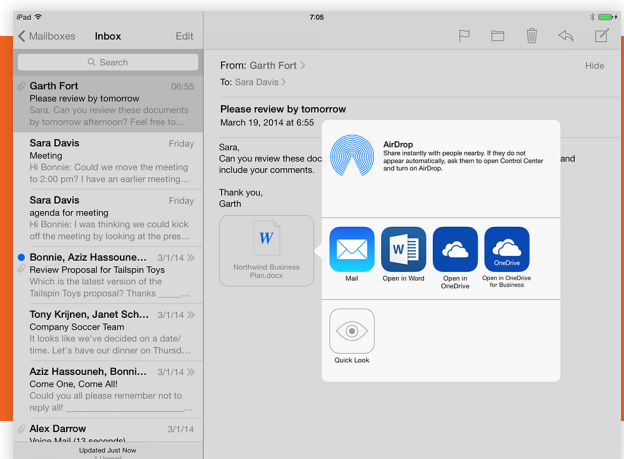 iPad
7:05
Mailboxes
Inbox
Edit
Search
Garth Fort
06:55
Please review by tomorrow
Sara, Can you review these documents
by tomorrow afternoon? Feel free to…
Sara Davis
Friday
Meeting
Hi Bonnie: Could we move the meeting
to 2:00 pm? I have an earlier meeting…
Sara Davis
Friday
agenda for meeting
Hi Bonnie: I was thinking we could kick
off the meeting by looking at the pres…
Bonnie, Aziz Hassoune…
3/1/14
Review Proposal for Tailspin Toys
Which is the latest version of the
Tailspin Toys proposal? Thanks _____…
Tony Krijnen, Janet Sch…
3/1/14
Company Soccer Team
It looks like we've decided on a date/
time. Let's have our dinner on Thursd…
Aziz Hassouneh, Bonni…
3/1/14
Come One, Come All!
Could you all please remember not to
reply all! ______________________…
Alex Darrow
3/1/14
Voice Mail (13 seconds)
Updated Just Now
1 Unread
From: Garth Fort
Hide
To: Sara Davis
Please review by tomorrow
March 19, 2014 at 6:55
Sara,
Can you review these doc
and
include your comments.
Thank you,
Garth
W
Northwind Business
Plan.docx
AirDrop
Share instantly with people nearby. If they do not
appear automatically, ask them to open Control Center
and turn on AirDrop.
W
OneDrive
Mail
Open in Word
Open in
OneDrive
Open in OneDrive
for Business
Quick Look